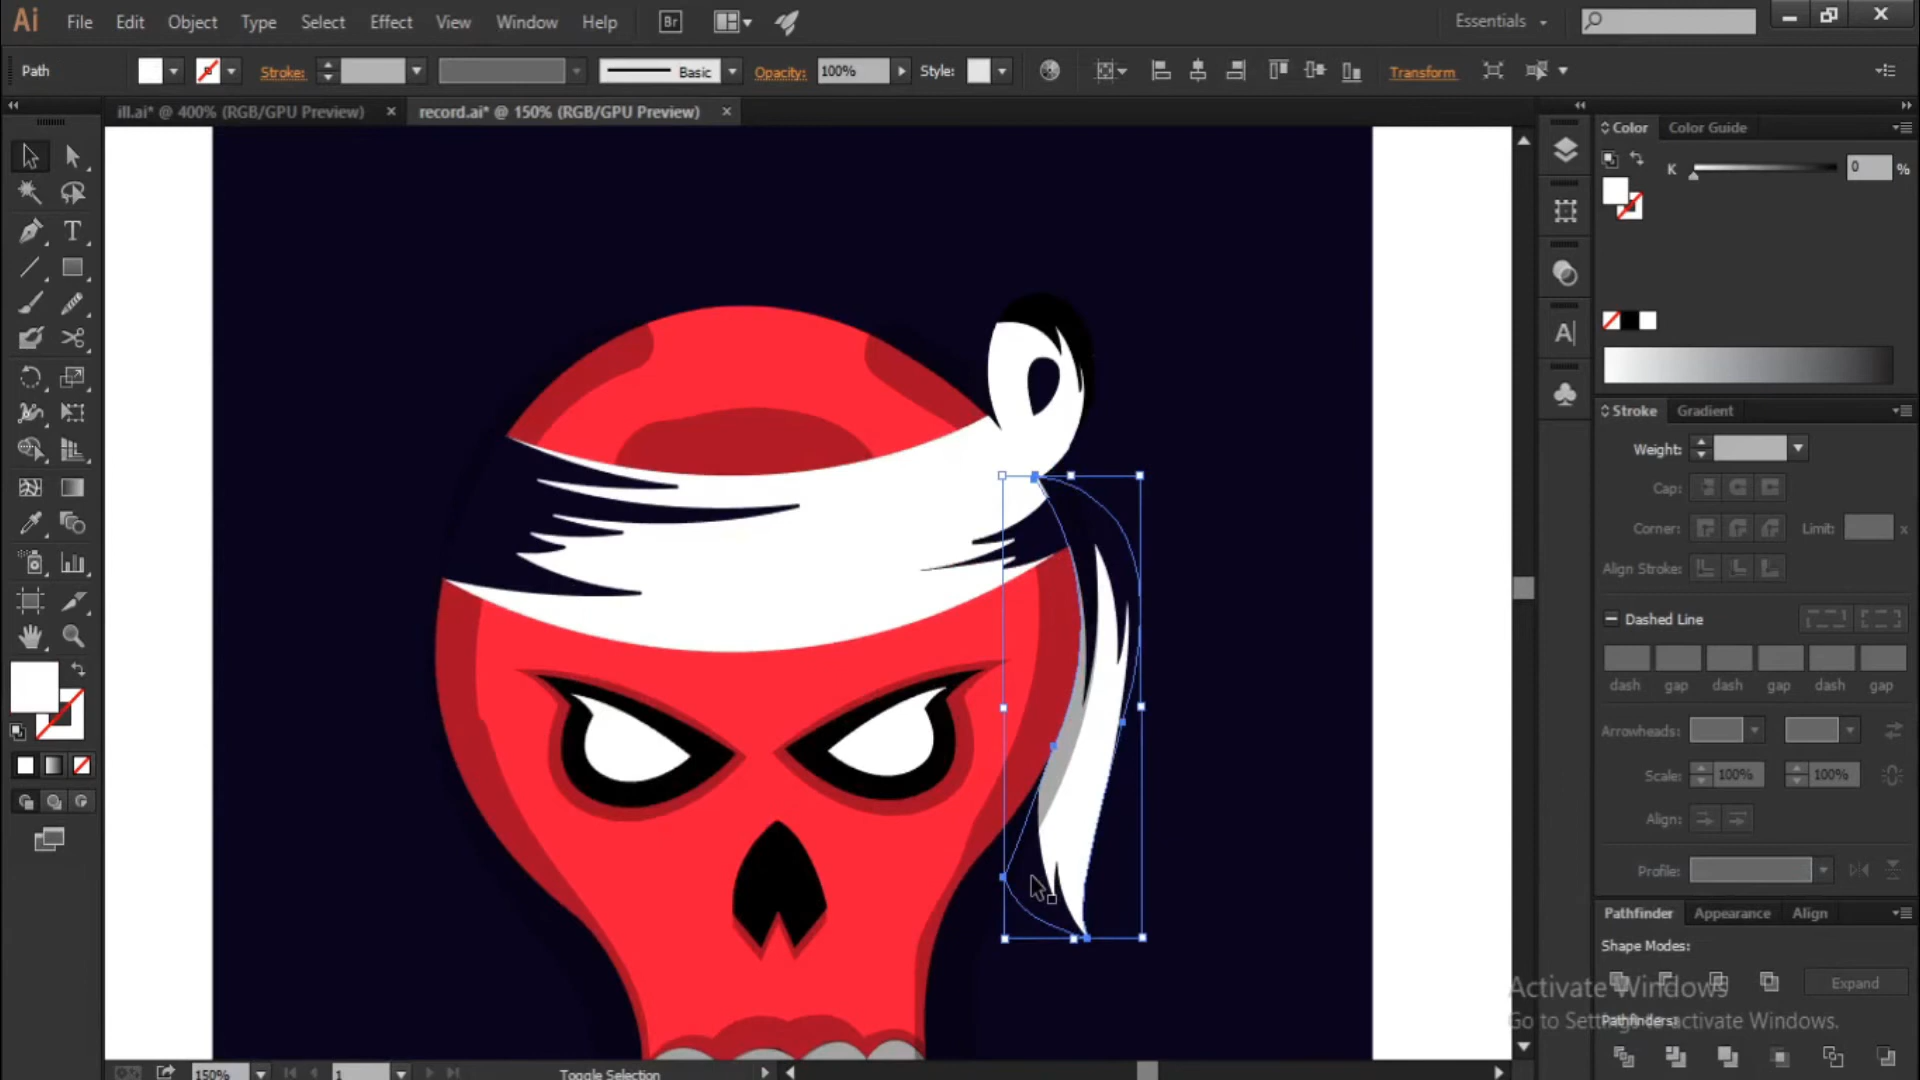 Ai File Edit Object Type Select Effect View Window Help Br Essentials
Path Stroke: Basic Opacity: 100% Style: Transform
ill.ai* @ 400% (RGB/GPU Preview) × record.ai* @ 150% (RGB/GPU Preview) ×
Color Color Guide
K 0 %
Stroke Gradient
Weight:
Cap:
Corner: Limit: x
Align Stroke:
Dashed Line
dash gap dash gap dash gap
Arrowheads:
Scale: 100% 100%
Align:
Profile:
Pathfinder Appearance Align
Shape Modes:
Expand
Activate Windows
Pathfinders:
Go to Settings to activate Windows.
150% 1 Toggle Selection